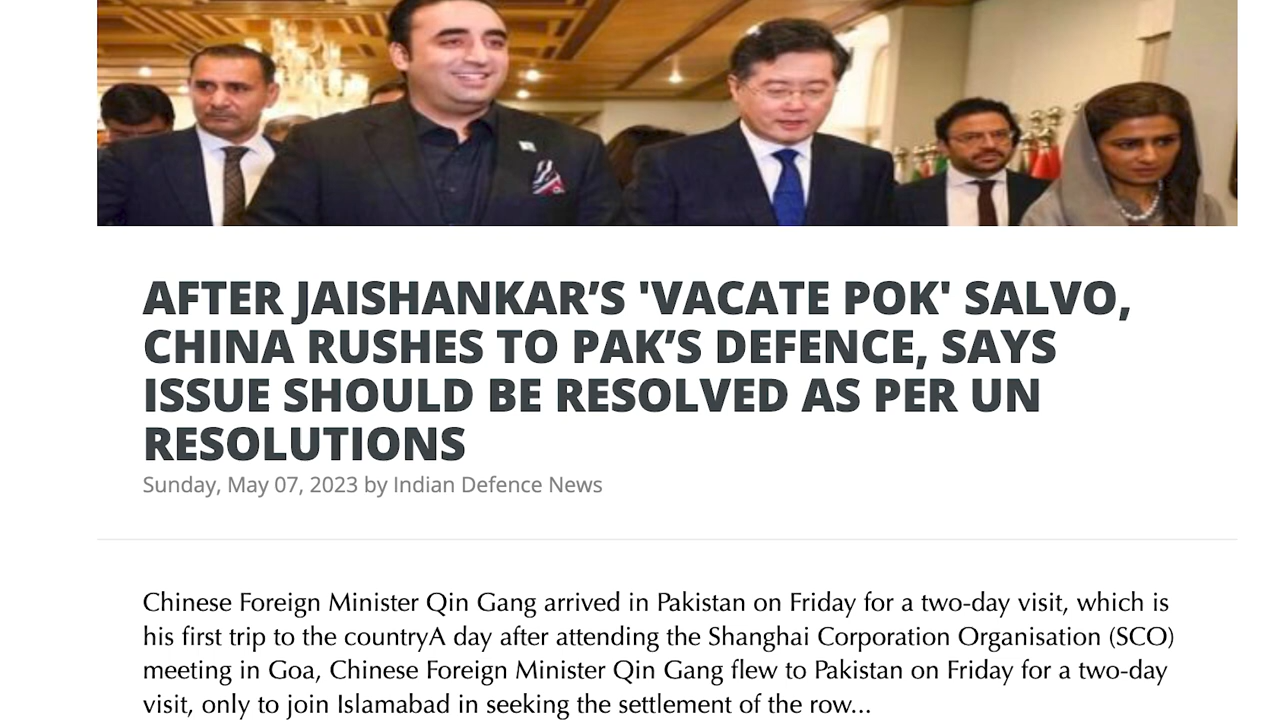 AFTER JAISHANKAR’S 'VACATE POK' SALVO,
CHINA RUSHES TO PAK’S DEFENCE, SAYS
ISSUE SHOULD BE RESOLVED AS PER UN
RESOLUTIONS
Sunday, May 07, 2023 by Indian Defence News
Chinese Foreign Minister Qin Gang arrived in Pakistan on Friday for a two-day visit, which is
his first trip to the countryA day after attending the Shanghai Corporation Organisation (SCO)
meeting in Goa, Chinese Foreign Minister Qin Gang flew to Pakistan on Friday for a two-day
visit, only to join Islamabad in seeking the settlement of the row...